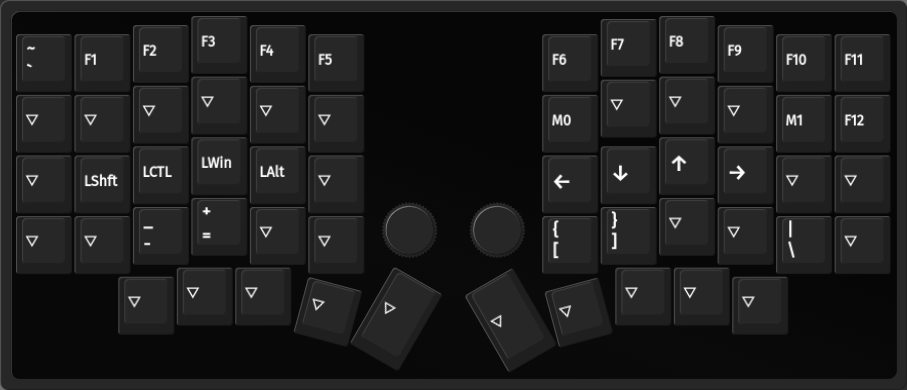 ~ F1 F2 F3 F4 F5 F6 F7 F8 F9 F10 F11
`
▽ ▽ ▽ ▽ ▽ ▽ M0 ▽ ▽ ▽ M1 F12
▽ LShft LCTL LWin LAlt ▽ ← ↓ ↑ → ▽ ▽
▽ ▽ _ + ▽ ▽ { } ▽ ▽ | ▽
- = [ ] \
▽ ▽ ▽ ▽ ▽ ▽ ▽ ▽ ▽ ▽